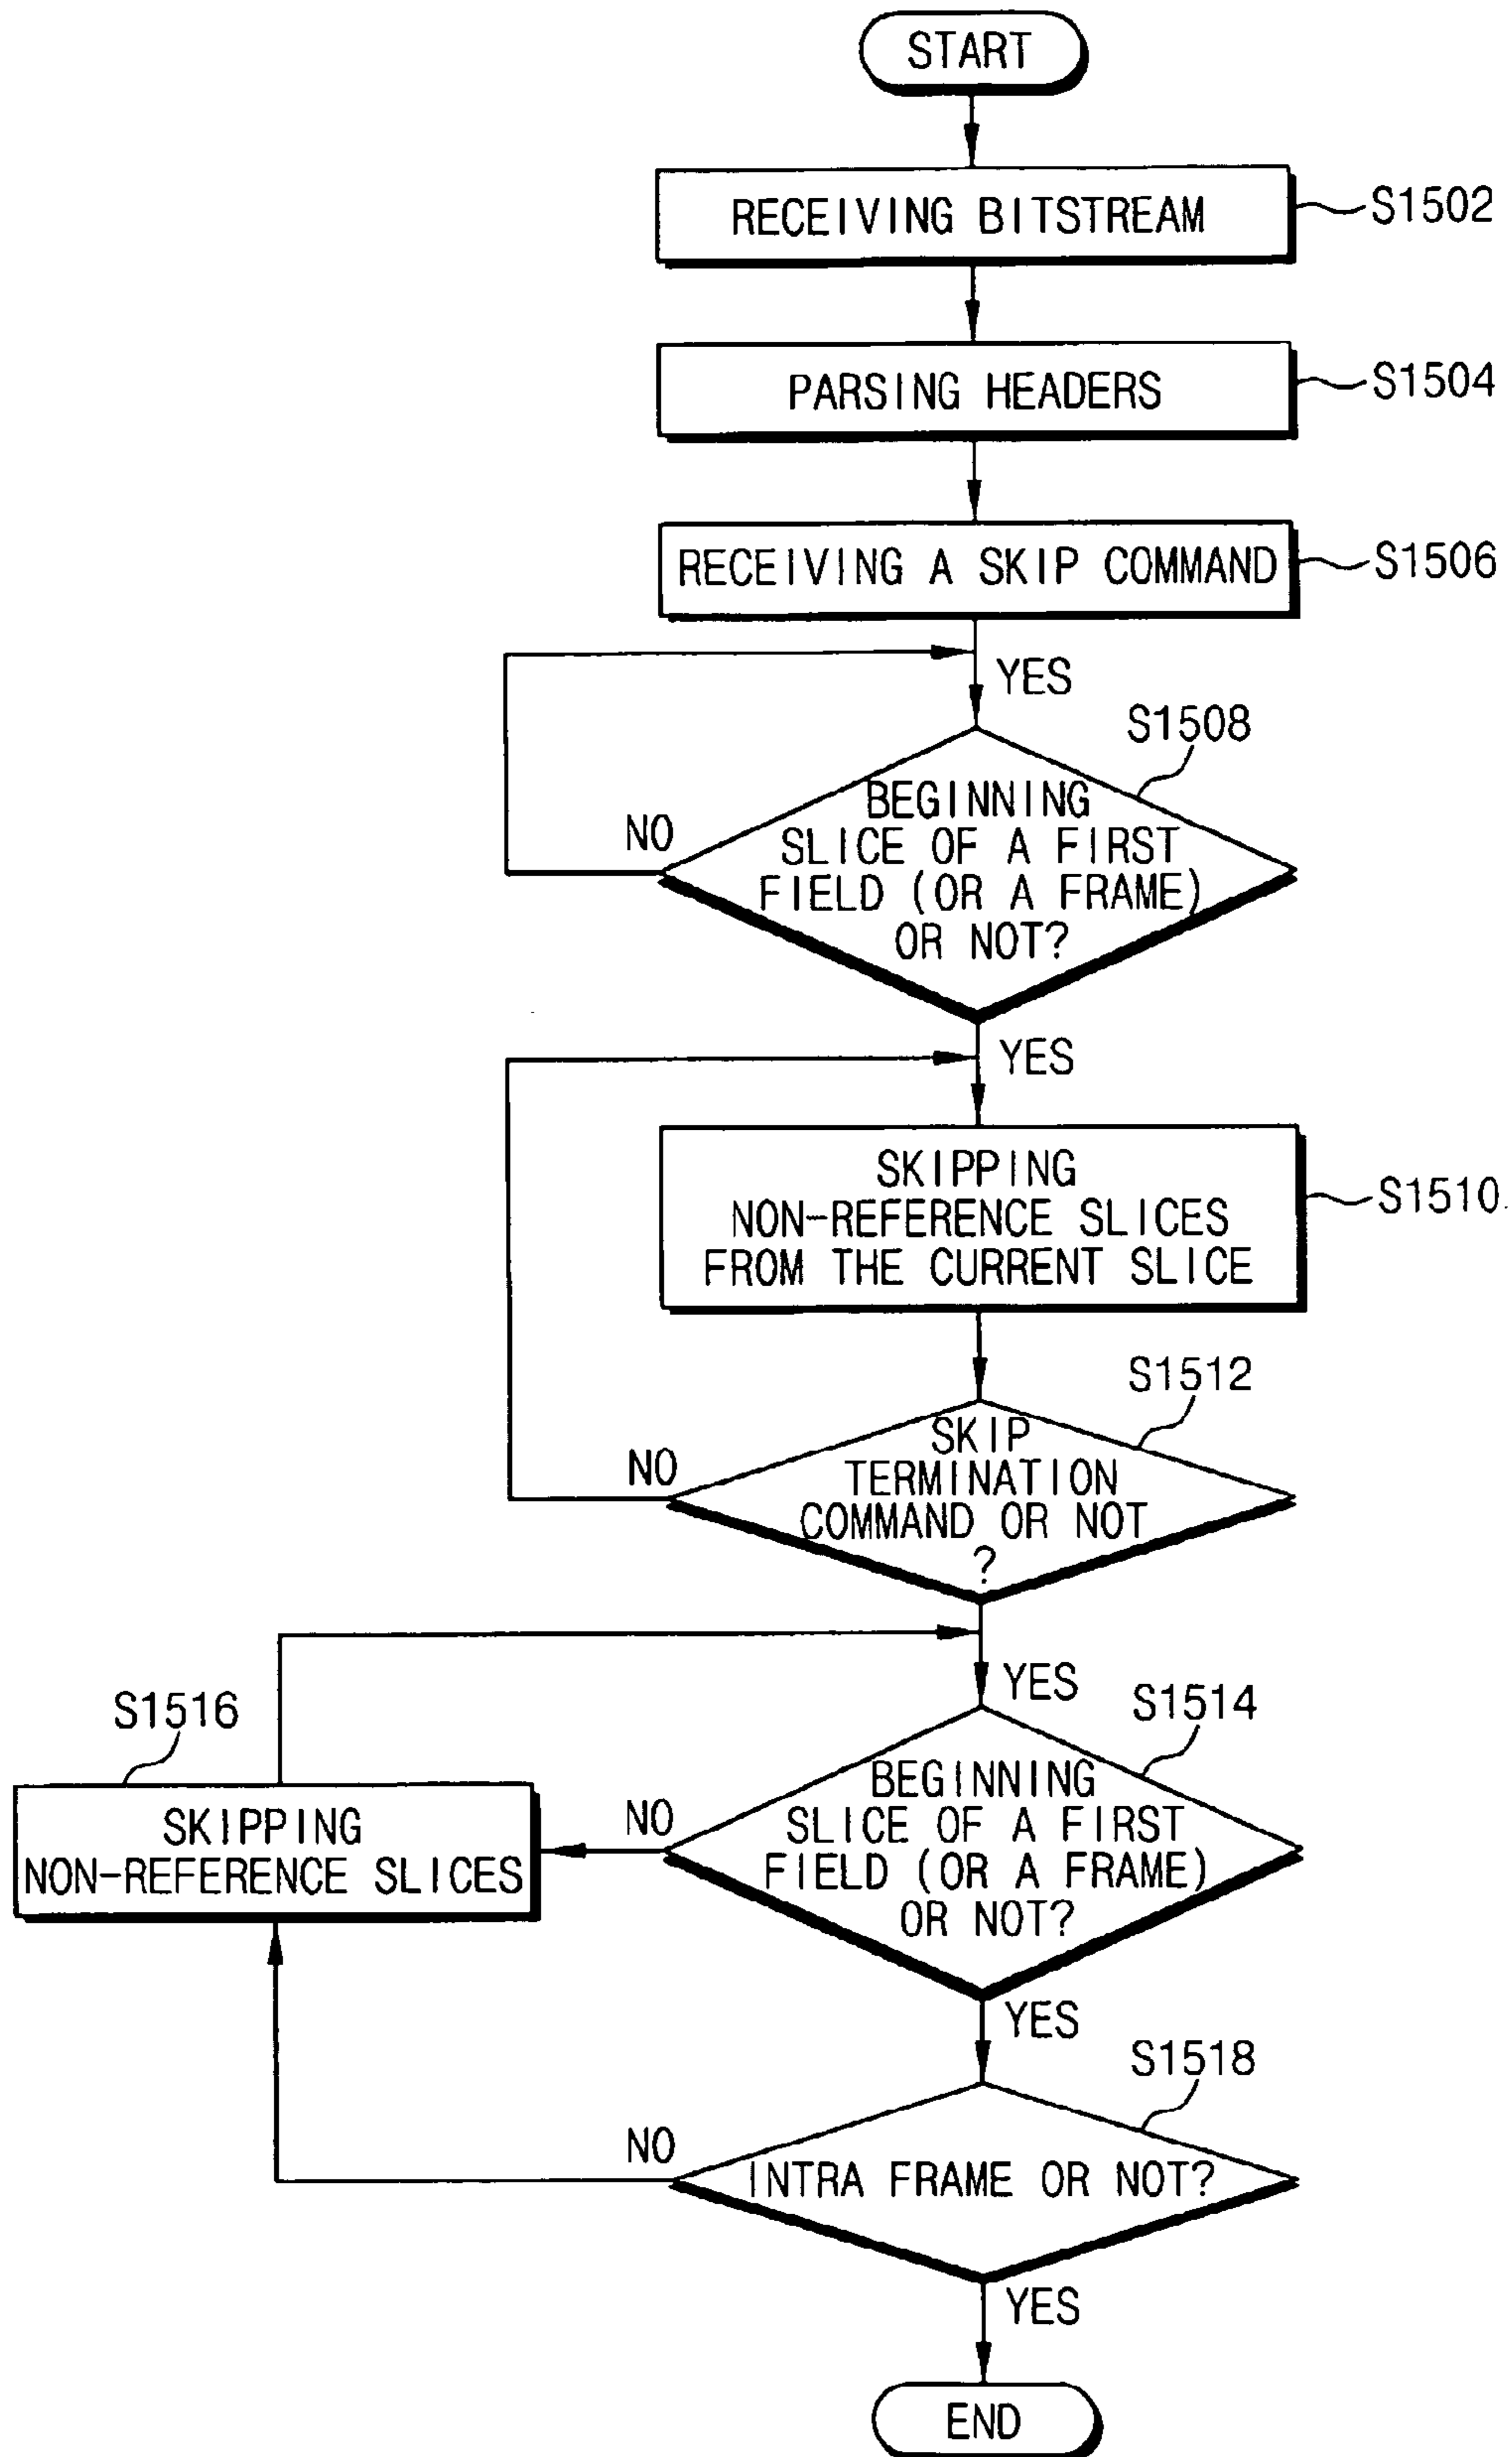 START
RECEIVING BITSTREAM
S1502
PARSING HEADERS
S1504
RECEIVING A SKIP COMMAND
S1506
YES
S1508
BEGINNING
SLICE OF A FIRST
FIELD (OR A FRAME)
OR NOT?
NO
YES
SKIPPING
NON-REFERENCE SLICES
FROM THE CURRENT SLICE
S1510
S1512
SKIP
TERMINATION
COMMAND OR NOT
?
NO
YES
S1514
BEGINNING
SLICE OF A FIRST
FIELD (OR A FRAME)
OR NOT?
NO
S1516
SKIPPING
NON-REFERENCE SLICES
YES
S1518
INTRA FRAME OR NOT?
NO
YES
END